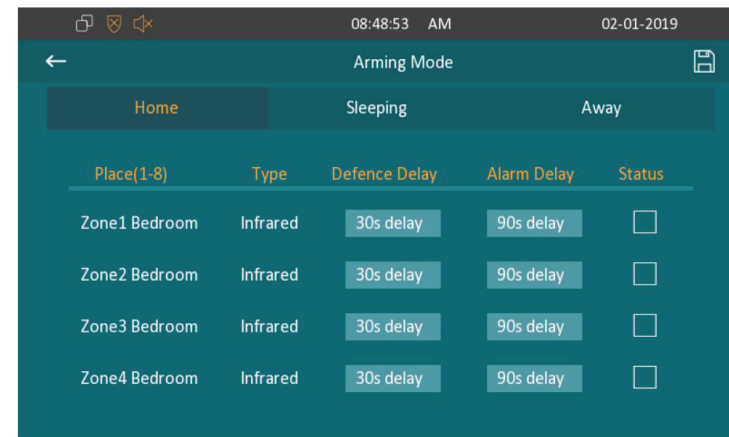 08:48:53 AM 02-01-2019
Arming Mode
Home Sleeping Away
Place(1-8) Type Defence Delay Alarm Delay Status
Zone1 Bedroom Infrared 30s delay 90s delay
Zone2 Bedroom Infrared 30s delay 90s delay
Zone3 Bedroom Infrared 30s delay 90s delay
Zone4 Bedroom Infrared 30s delay 90s delay